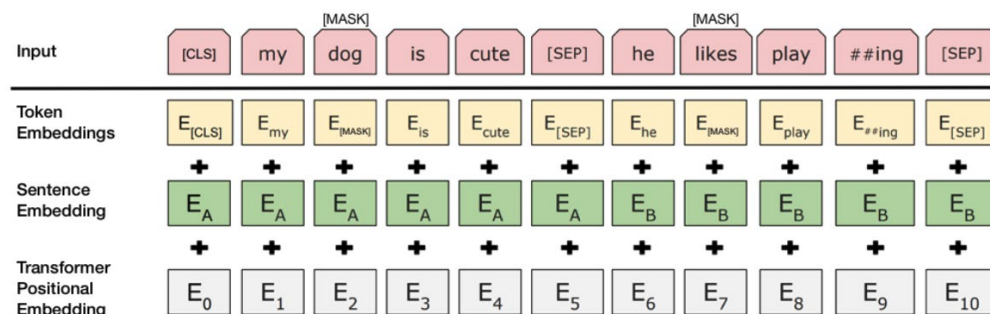 [MASK] [MASK]
Input [CLS] my dog is cute [SEP] he likes play ##ing [SEP]
Token
Embeddings
E[CLS] Emy E[MASK] Eis Ecute E[SEP] Ehe E[MASK] Eplay E##ing E[SEP]
+ + + + + + + + + + +
Sentence
Embedding
EA EA EA EA EA EA EB EB EB EB EB
+ + + + + + + + + + +
Transformer
Positional
Embedding
E0 E1 E2 E3 E4 E5 E6 E7 E8 E9 E10